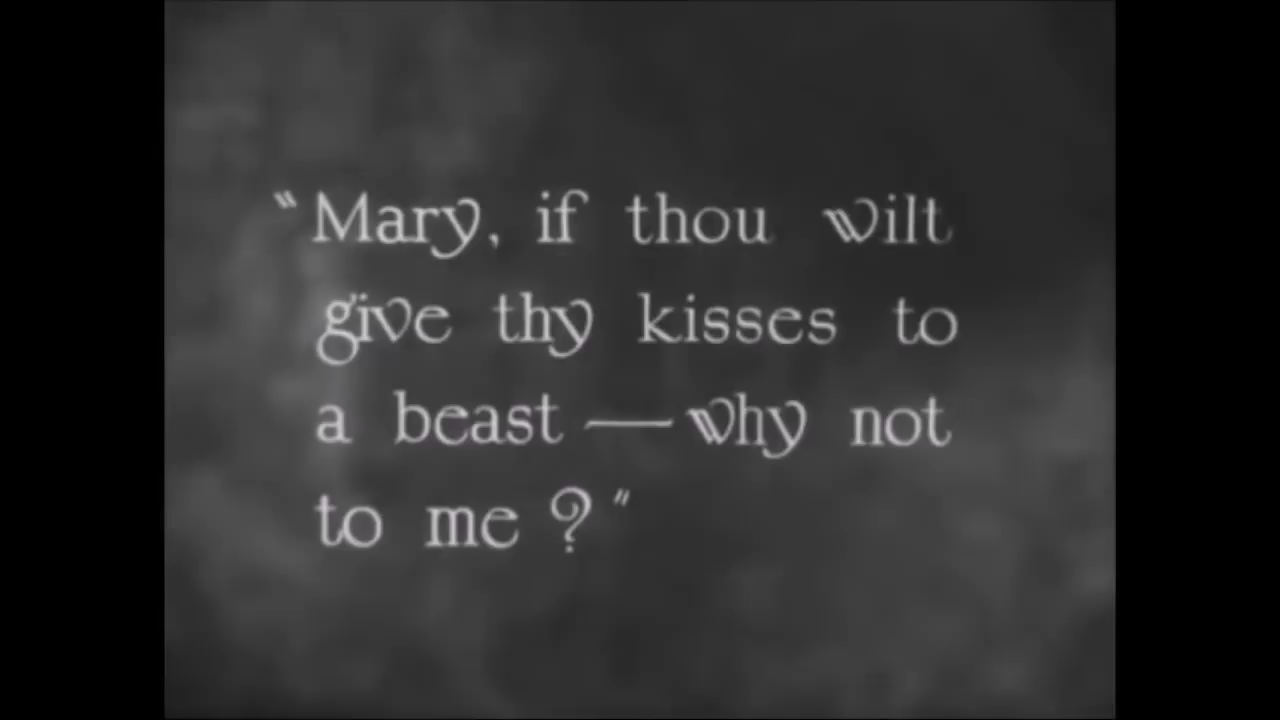 "Mary, if thou wilt
give thy kisses to
a beast — why not
to me ?"